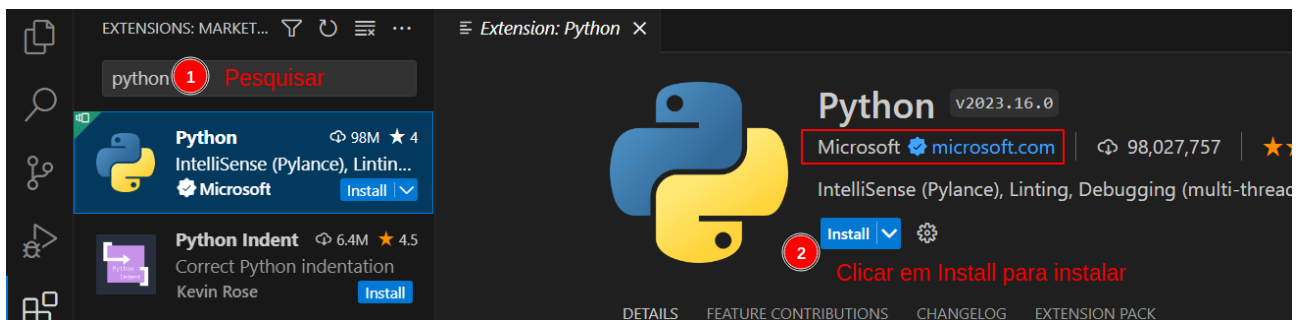 EXTENSIONS: MARKET... ...
python 1 Pesquisar
Python 98M ★ 4
IntelliSense (Pylance), Lintin...
Microsoft Install
Python Indent 6.4M ★ 4.5
Correct Python indentation
Kevin Rose Install
Extension: Python ×
Python v2023.16.0
Microsoft microsoft.com 98,027,757
IntelliSense (Pylance), Linting, Debugging (multi-threa
Install
2 Clicar em Install para instalar
DETAILS FEATURE CONTRIBUTIONS CHANGELOG EXTENSION PACK